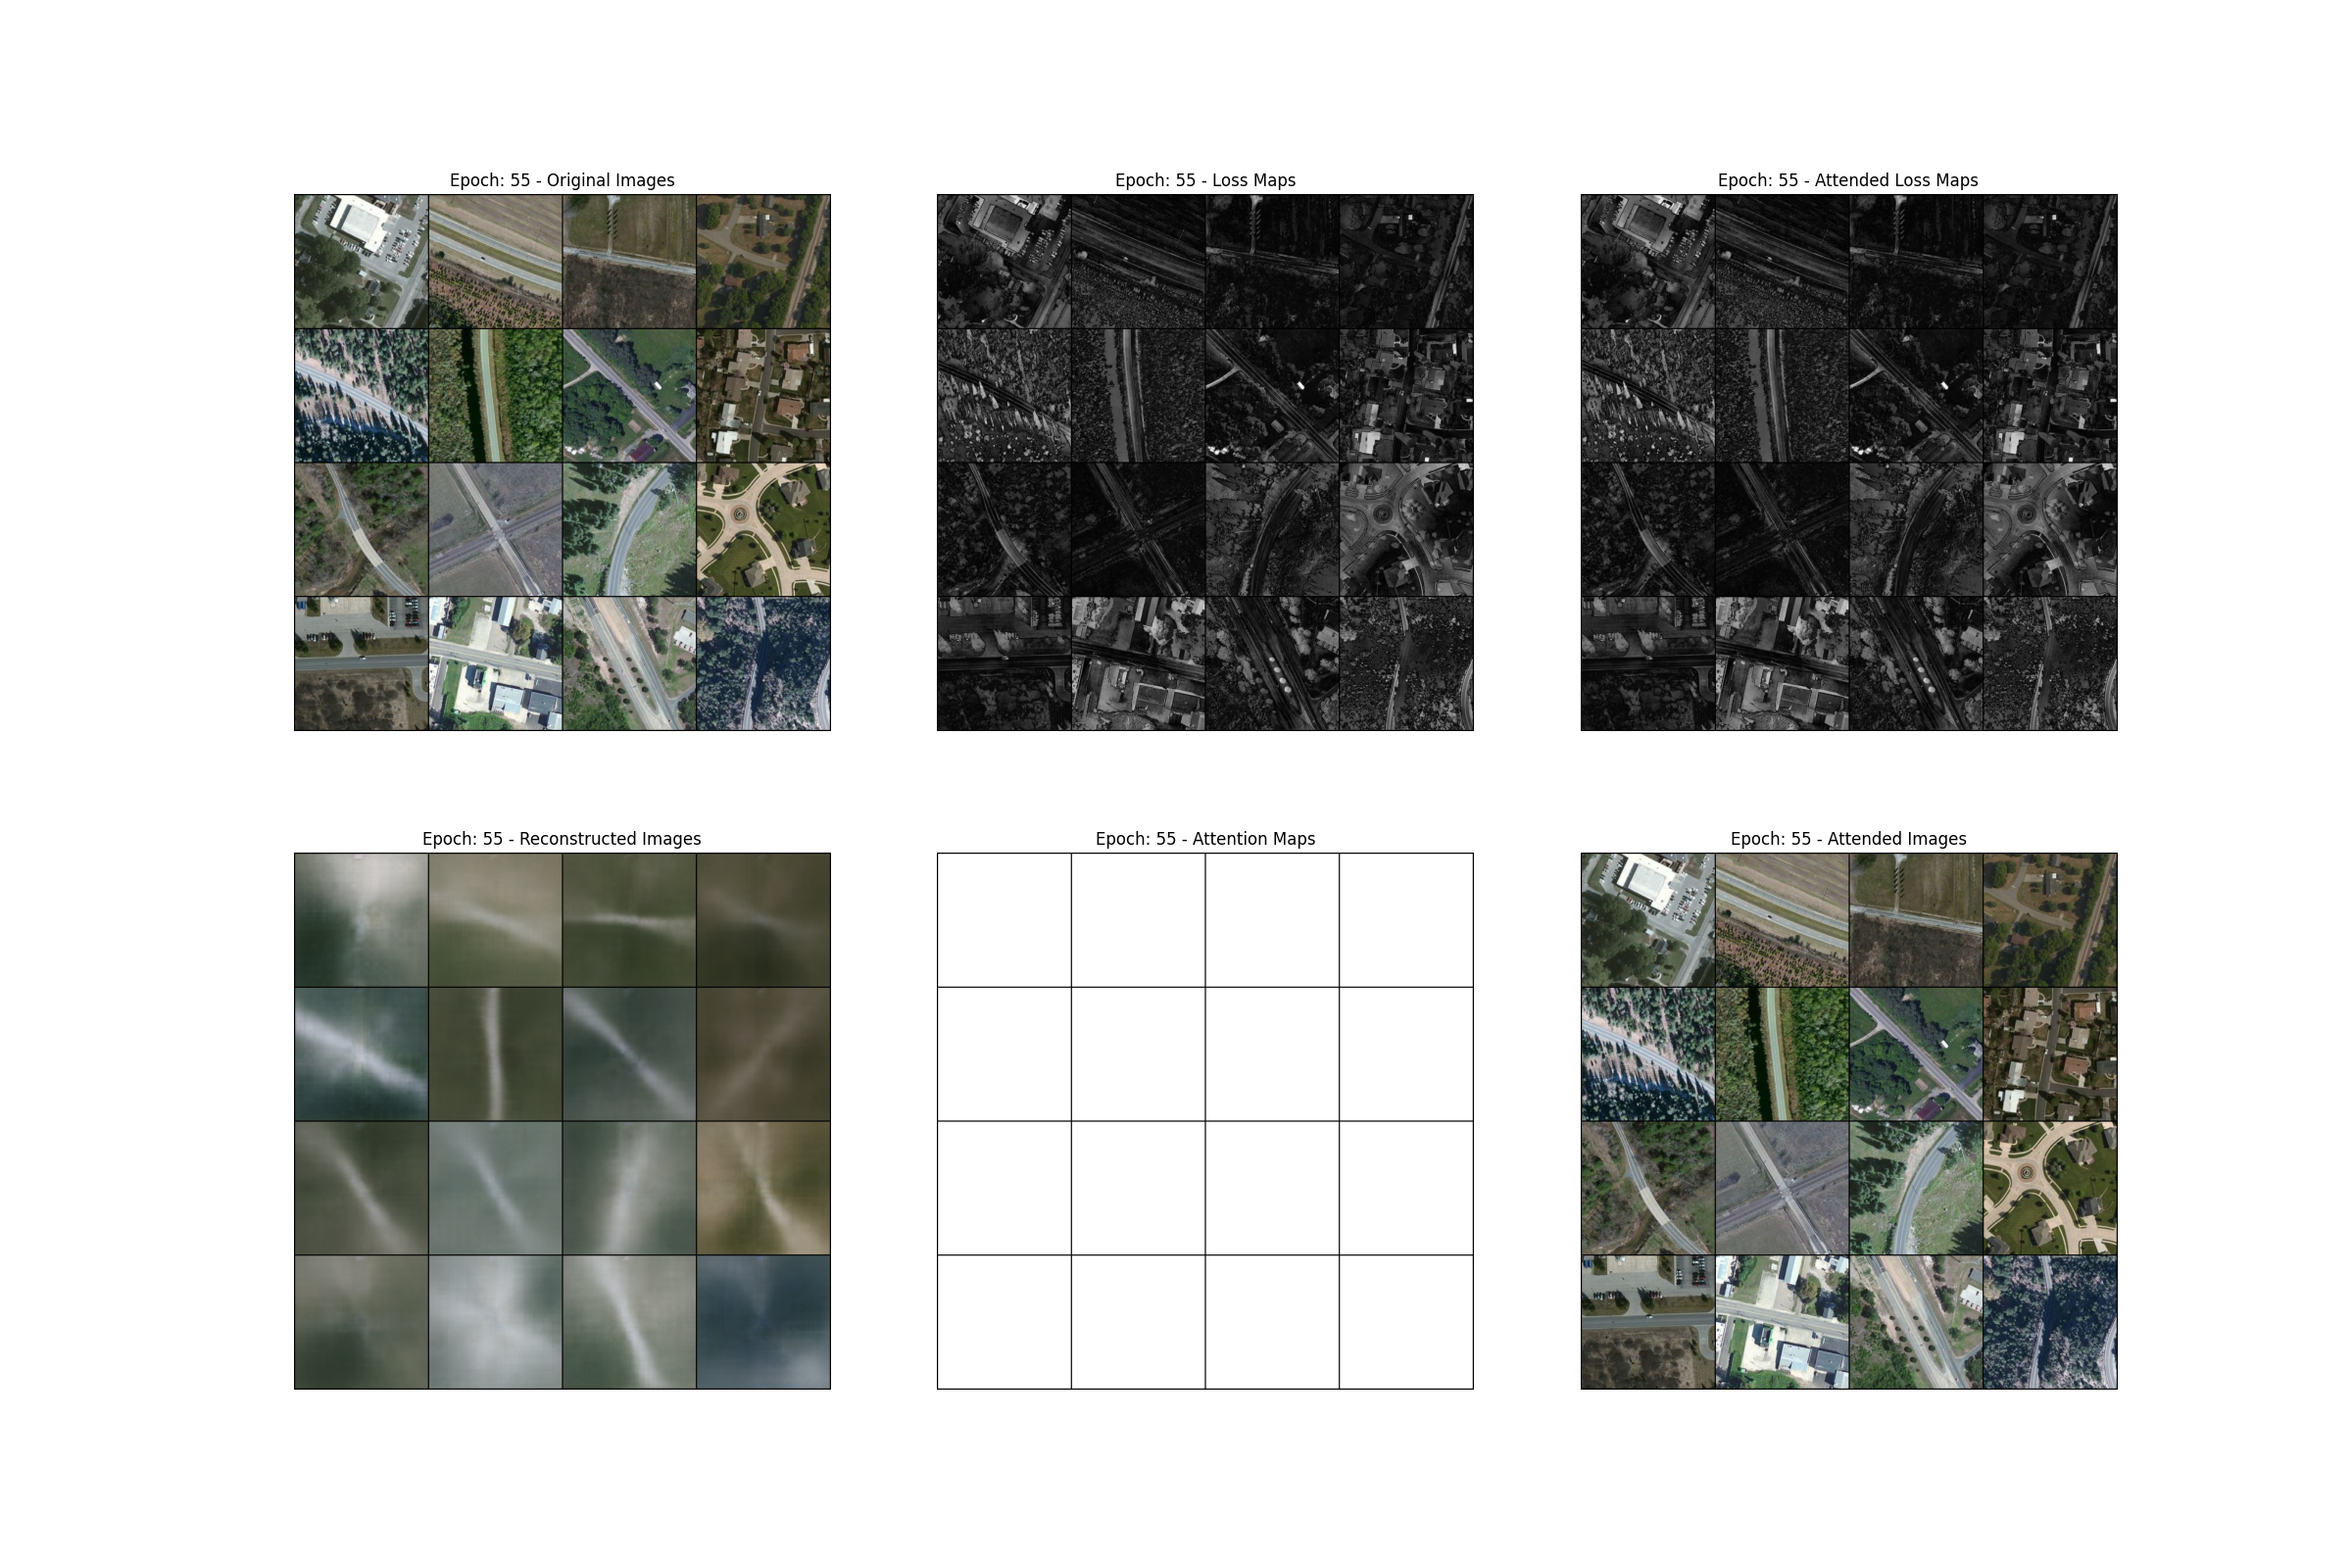 Epoch: 55 - Original Images
Epoch: 55 - Loss Maps
Epoch: 55 - Attended Loss Maps
Epoch: 55 - Reconstructed Images
Epoch: 55 - Attention Maps
Epoch: 55 - Attended Images